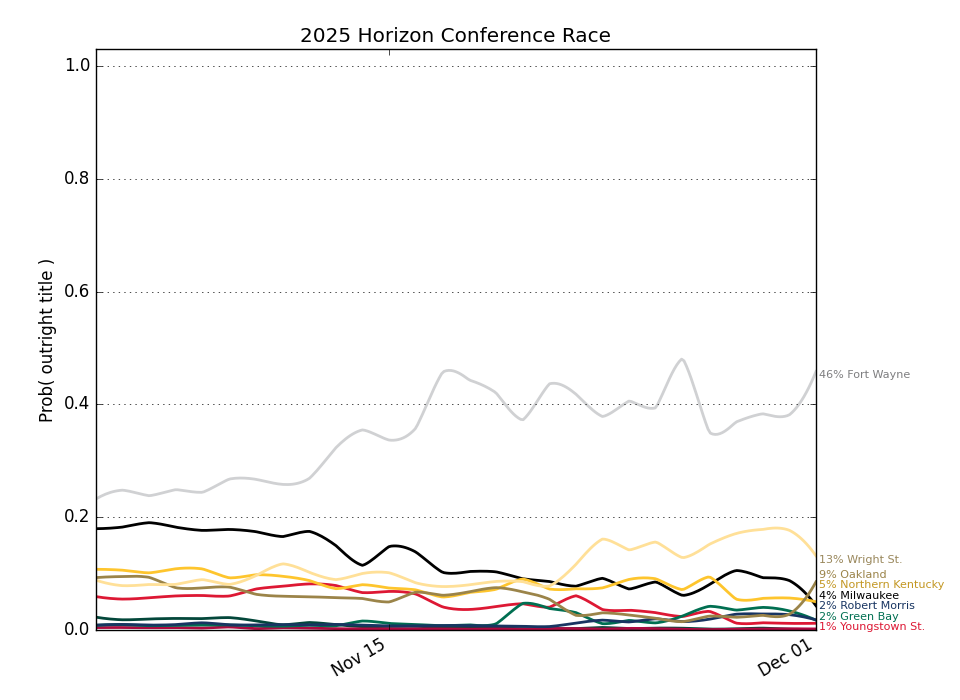 2025 Horizon Conference Race
Prob( outright title )
1.0
0.8
0.6
0.4
0.2
0.0
46% Fort Wayne
13% Wright St.
9% Oakland
5% Northern Kentucky
4% Milwaukee
2% Robert Morris
2% Green Bay
1% Youngstown St.
Nov 15
Dec 01